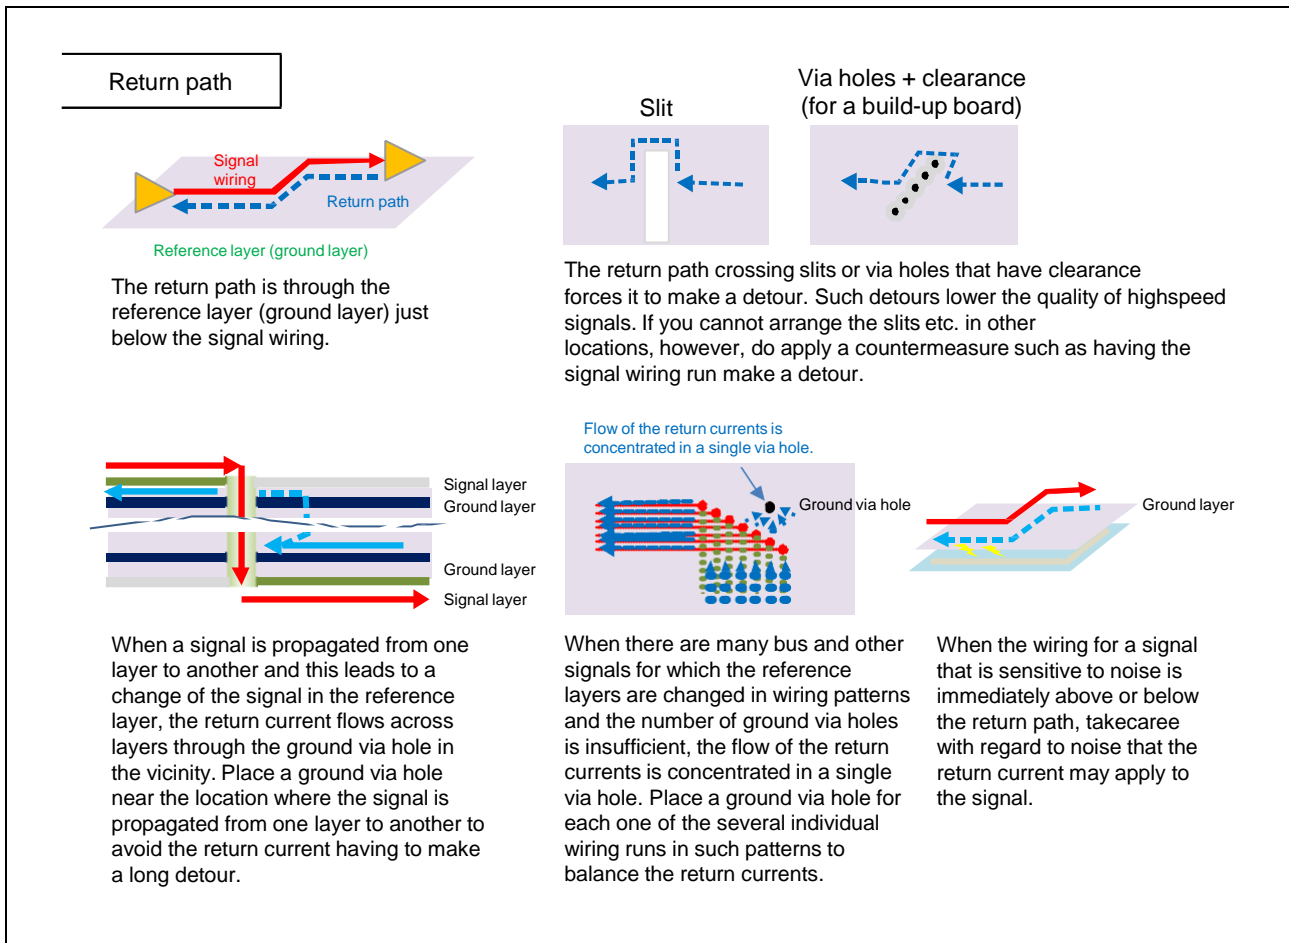 Return path
Signal
wiring
Return path
Reference layer (ground layer)
The return path is through the
reference layer (ground layer) just
below the signal wiring.
Slit
Via holes + clearance
(for a build-up board)
The return path crossing slits or via holes that have clearance
forces it to make a detour. Such detours lower the quality of highspeed
signals. If you cannot arrange the slits etc. in other
locations, however, do apply a countermeasure such as having the
signal wiring run make a detour.
Signal layer
Ground layer
Ground layer
Signal layer
When a signal is propagated from one
layer to another and this leads to a
change of the signal in the reference
layer, the return current flows across
layers through the ground via hole in
the vicinity. Place a ground via hole
near the location where the signal is
propagated from one layer to another to
avoid the return current having to make
a long detour.
Flow of the return currents is
concentrated in a single via hole.
Ground via hole
When there are many bus and other
signals for which the reference
layers are changed in wiring patterns
and the number of ground via holes
is insufficient, the flow of the return
currents is concentrated in a single
via hole. Place a ground via hole for
each one of the several individual
wiring runs in such patterns to
balance the return currents.
Ground layer
When the wiring for a signal
that is sensitive to noise is
immediately above or below
the return path, takecaree
with regard to noise that the
return current may apply to
the signal.